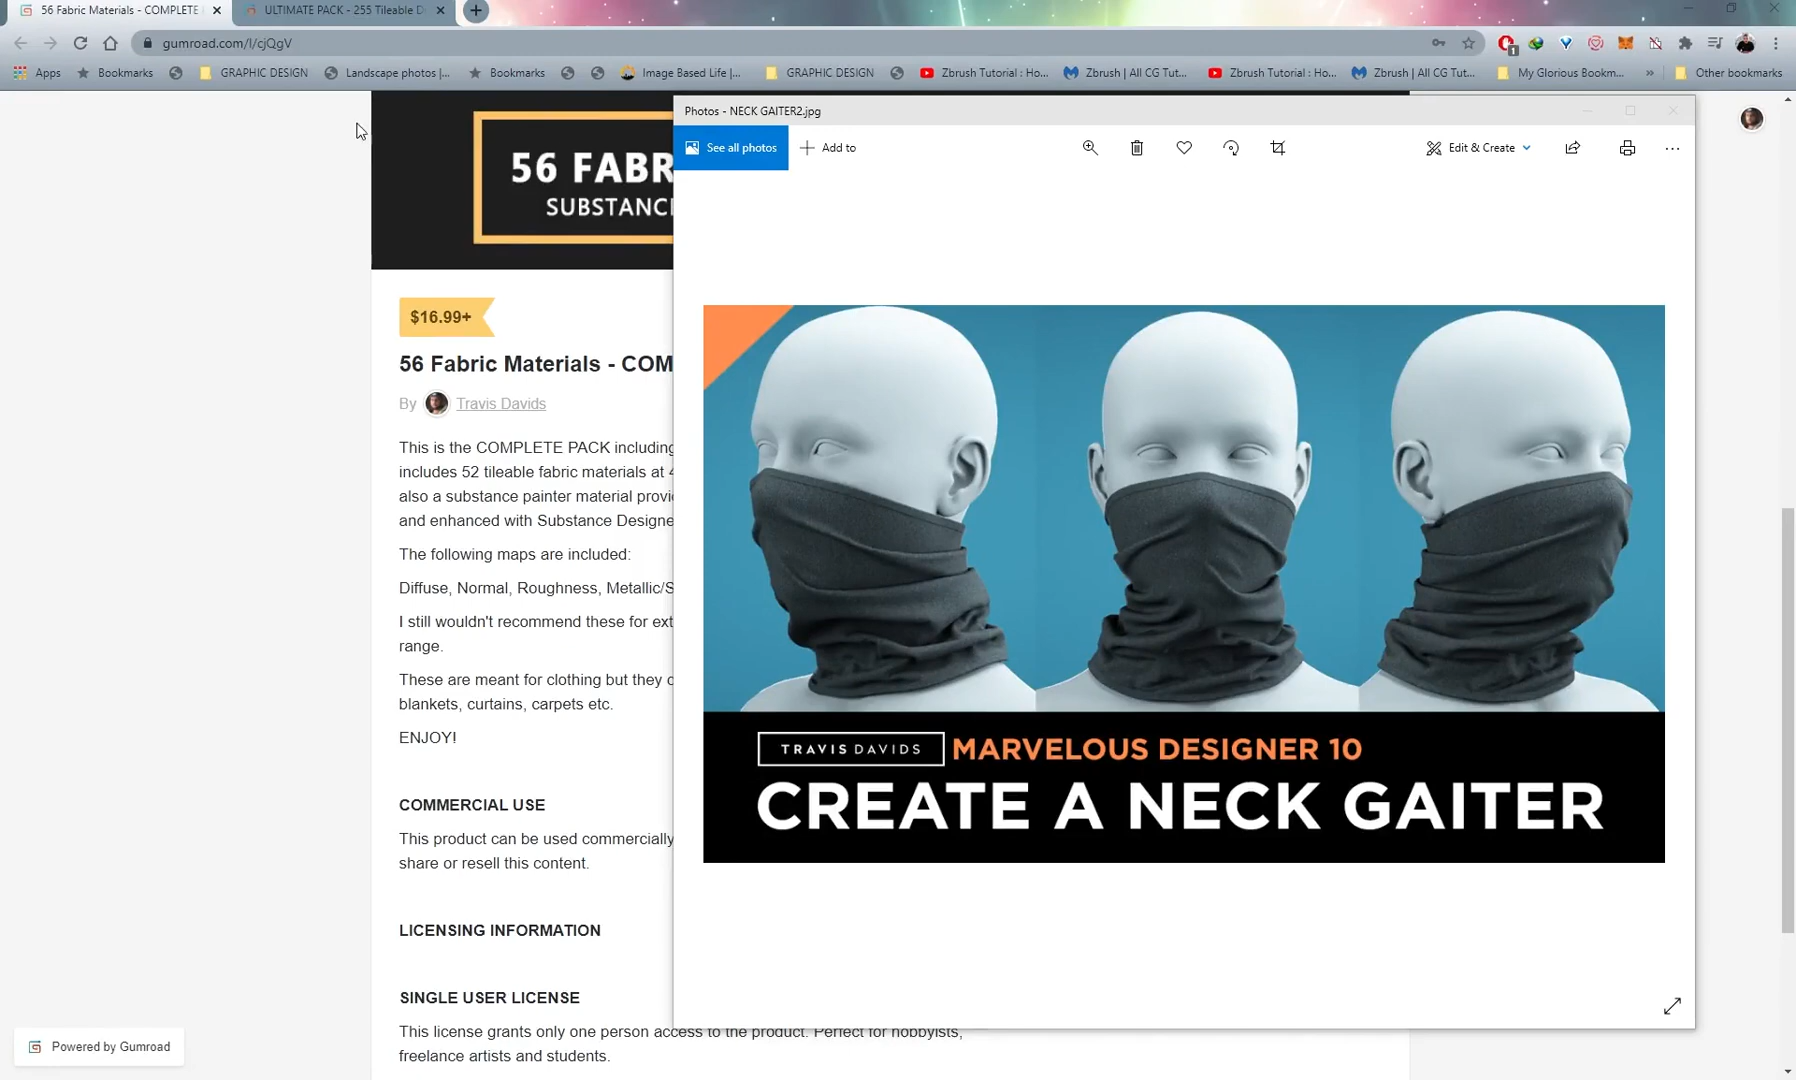 56 Fabric Materials - COMPLETE
ULTIMATE PACK - 255 Tileable D
gumroad.com/l/cjQgV
1
Apps
Bookmarks
GRAPHIC DESIGN
Landscape photos |...
Bookmarks
Image Based Life |...
GRAPHIC DESIGN
Zbrush Tutorial : Ho...
Zbrush | All CG Tut...
Zbrush Tutorial : Ho...
Zbrush | All CG Tut...
My Glorious Bookm...
»
Other bookmarks
56 FABR
SUBSTANC
$16.99+
56 Fabric Materials - COM
By Travis Davids
This is the COMPLETE PACK including
includes 52 tileable fabric materials at 4
also a substance painter material provi
and enhanced with Substance Designe
The following maps are included:
Diffuse, Normal, Roughness, Metallic/S
I still wouldn't recommend these for ext
range.
These are meant for clothing but they c
blankets, curtains, carpets etc.
ENJOY!
COMMERCIAL USE
This product can be used commercially
share or resell this content.
LICENSING INFORMATION
SINGLE USER LICENSE
This license grants only one person access to the product. Perfect for hobbyists,
freelance artists and students.
Powered by Gumroad
Photos - NECK GAITER2.jpg
See all photos
Add to
Edit & Create
TRAVIS DAVIDS
MARVELOUS DESIGNER 10
CREATE A NECK GAITER